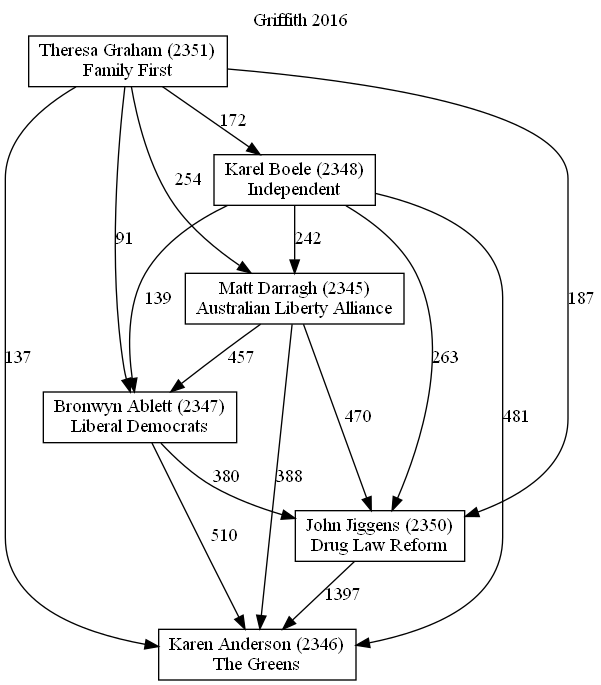 Griffith 2016
Theresa Graham (2351)
Family First
172
Karel Boele (2348)
Independent
254
91
242
139
187
Matt Darragh (2345)
Australian Liberty Alliance
137
457
263
Bronwyn Ablett (2347)
Liberal Democrats
470
481
380
388
John Jiggens (2350)
Drug Law Reform
510
1397
Karen Anderson (2346)
The Greens